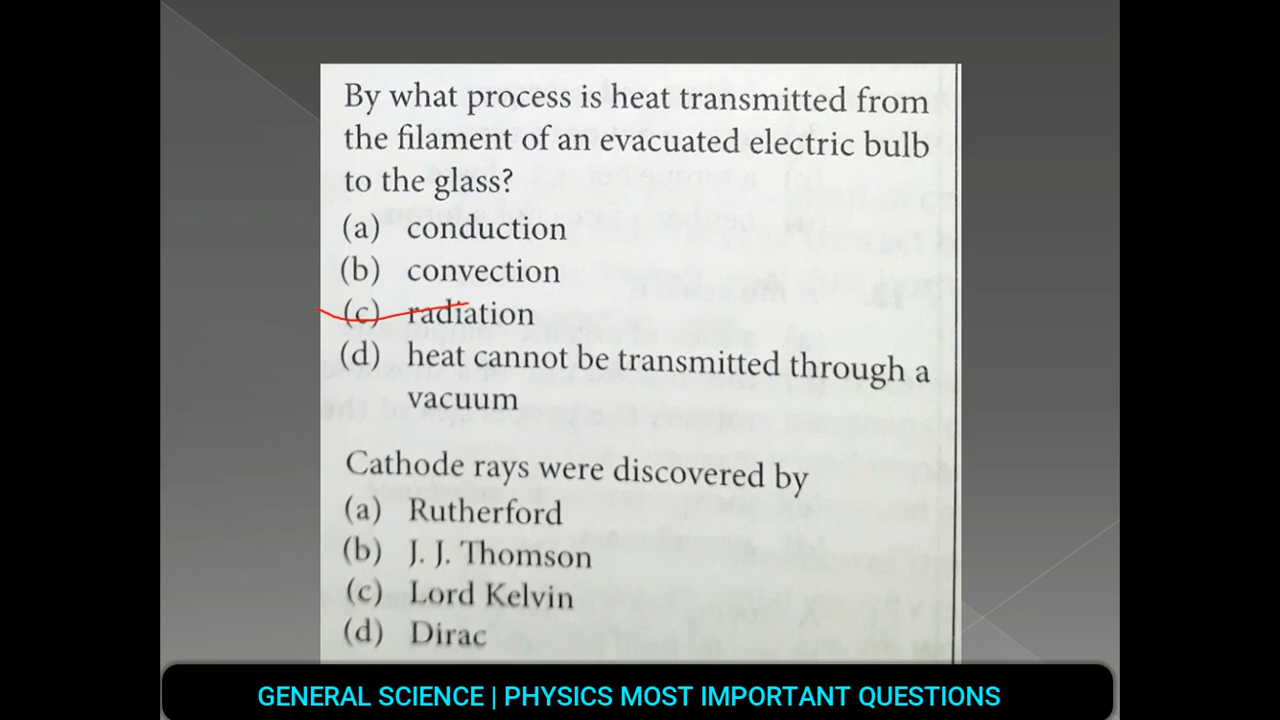 By what process is heat transmitted from
the filament of an evacuated electric bulb
to the glass?
(a) conduction
(b) convection
(c) radiation
(d) heat cannot be transmitted through a
vacuum
Cathode rays were discovered by
(a) Rutherford
(b) J. J. Thomson
(c) Lord Kelvin
(d) Dirac
GENERAL SCIENCE | PHYSICS MOST IMPORTANT QUESTIONS